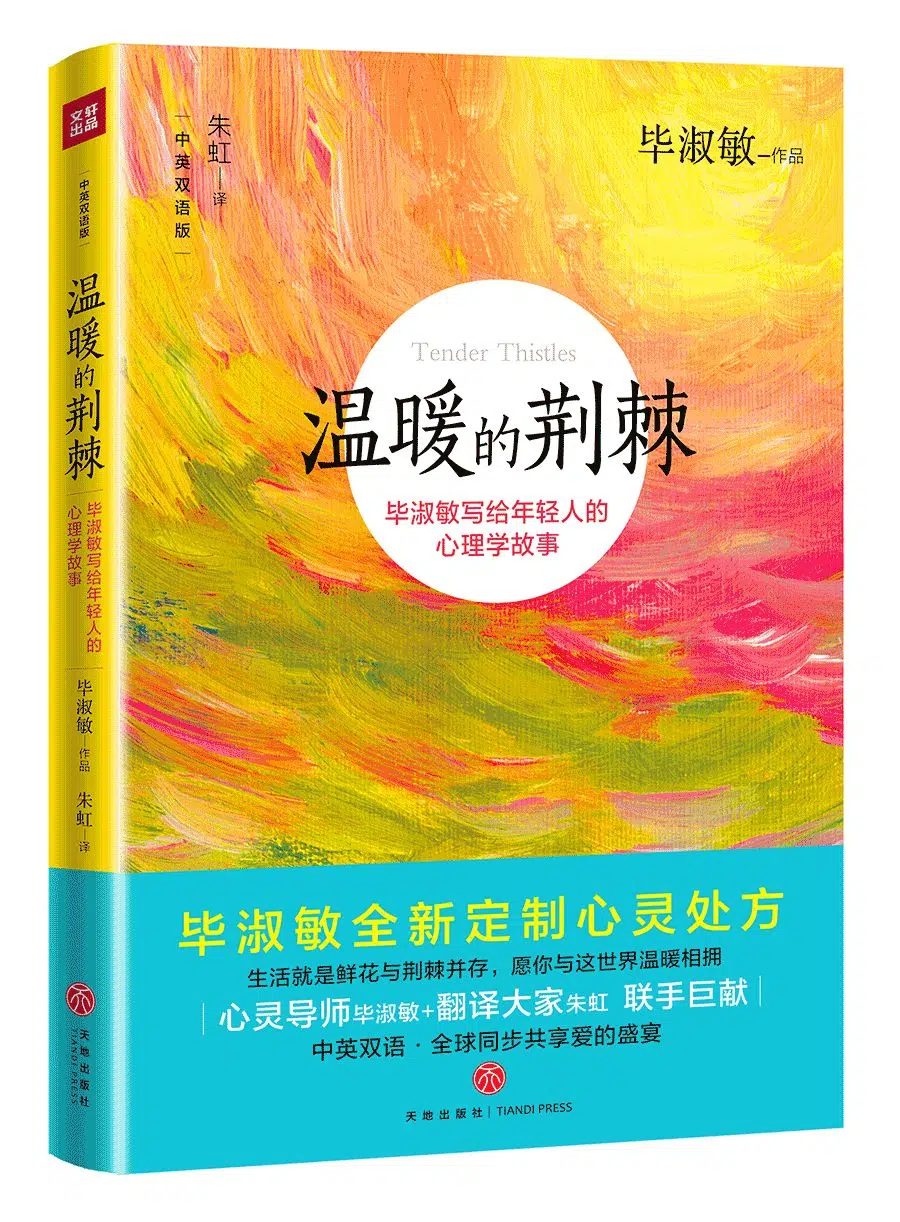 文轩
出品
中英双语版
温暖的荆棘
毕淑敏写给年轻人的
心理学故事
毕淑敏—作品
朱虹—译
天地出版社
TIANDI PRESS
朱虹—译
中英双语版
毕淑敏—作品
Tender Thistles
温暖的荆棘
毕淑敏写给年轻人的
心理学故事
毕淑敏全新定制心灵处方
生活就是鲜花与荆棘并存，愿你与这世界温暖相拥
心灵导师毕淑敏+翻译大家朱虹 联手巨献
中英双语·全球同步共享爱的盛宴
天地出版社 | TIANDI PRESS